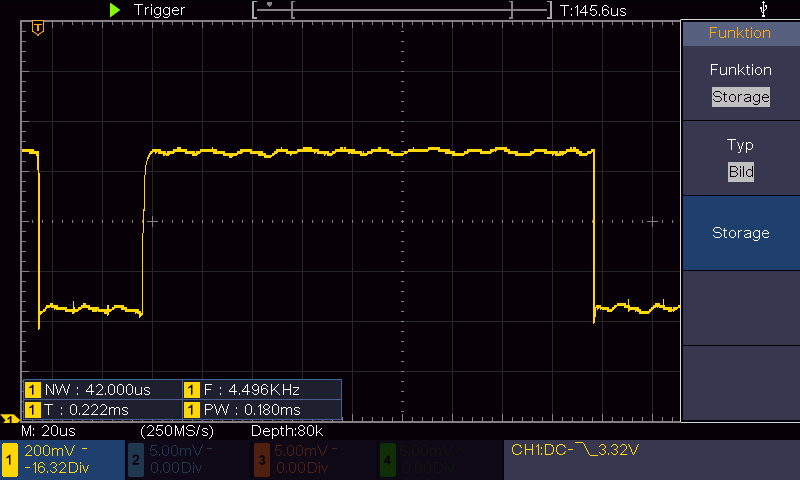 Trigger
T:145.6us
T
Funktion
Funktion
Storage
Typ
Bild
Storage
1 NW : 42.000us
1 F : 4.496KHz
1 T : 0.222ms
1 PW : 0.180ms
1
M: 20us (250MS/s) Depth:80k
1 200mV -16.32Div
2 5.00mV 0.00Div
3 5.00mV 0.00Div
4 5.00mV 0.00Div
CH1:DC- 3.32V